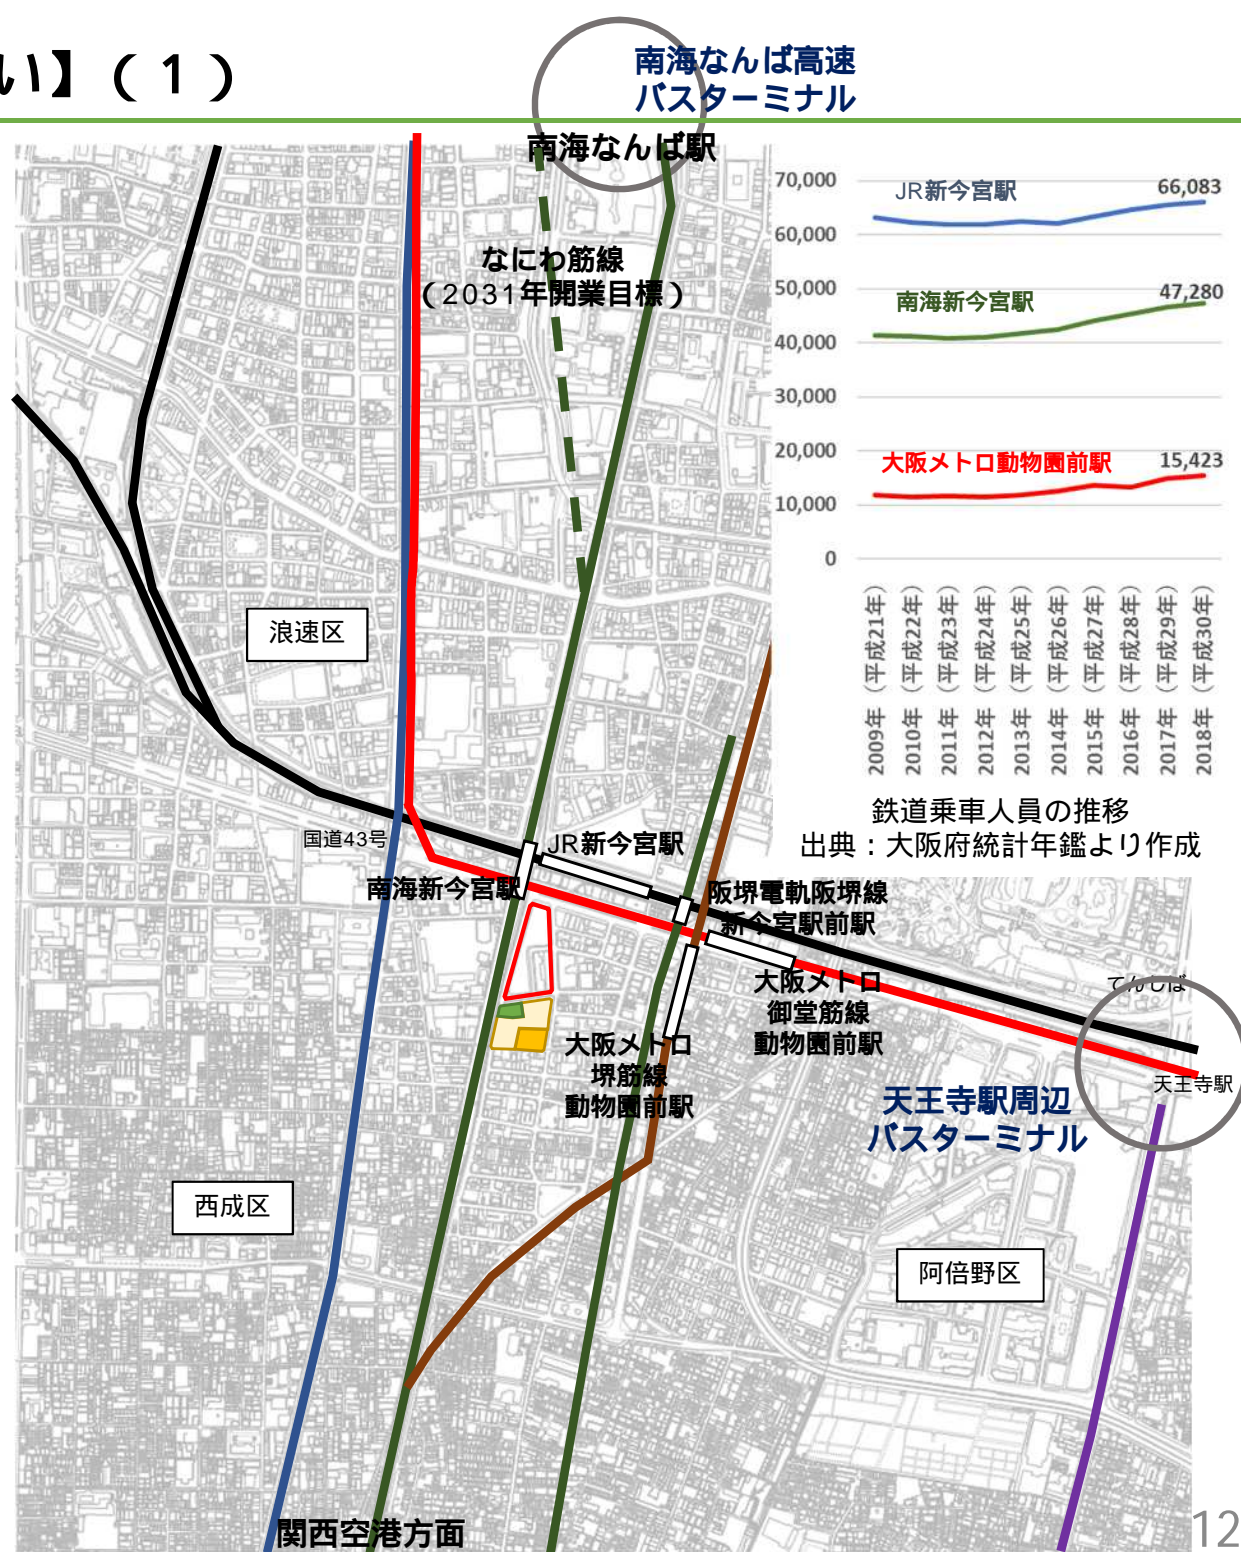 い】（１）
南海なんば高速
バスターミナル
南海なんば駅
なにわ筋線
（2031年開業目標）
70,000
60,000
50,000
40,000
30,000
20,000
10,000
0
JR新今宮駅
66,083
南海新今宮駅
47,280
大阪メトロ動物園前駅
15,423
2009年（平成21年）
2010年（平成22年）
2011年（平成23年）
2012年（平成24年）
2013年（平成25年）
2014年（平成26年）
2015年（平成27年）
2016年（平成28年）
2017年（平成29年）
2018年（平成30年）
鉄道乗車人員の推移
出典：大阪府統計年鑑より作成
浪速区
国道43号
JR新今宮駅
南海新今宮駅
阪堺電軌阪堺線
新今宮駅前駅
大阪メトロ
御堂筋線
動物園前駅
大阪メトロ
堺筋線
動物園前駅
てんしば
天王寺駅
天王寺駅周辺
バスターミナル
西成区
阿倍野区
関西空港方面
12